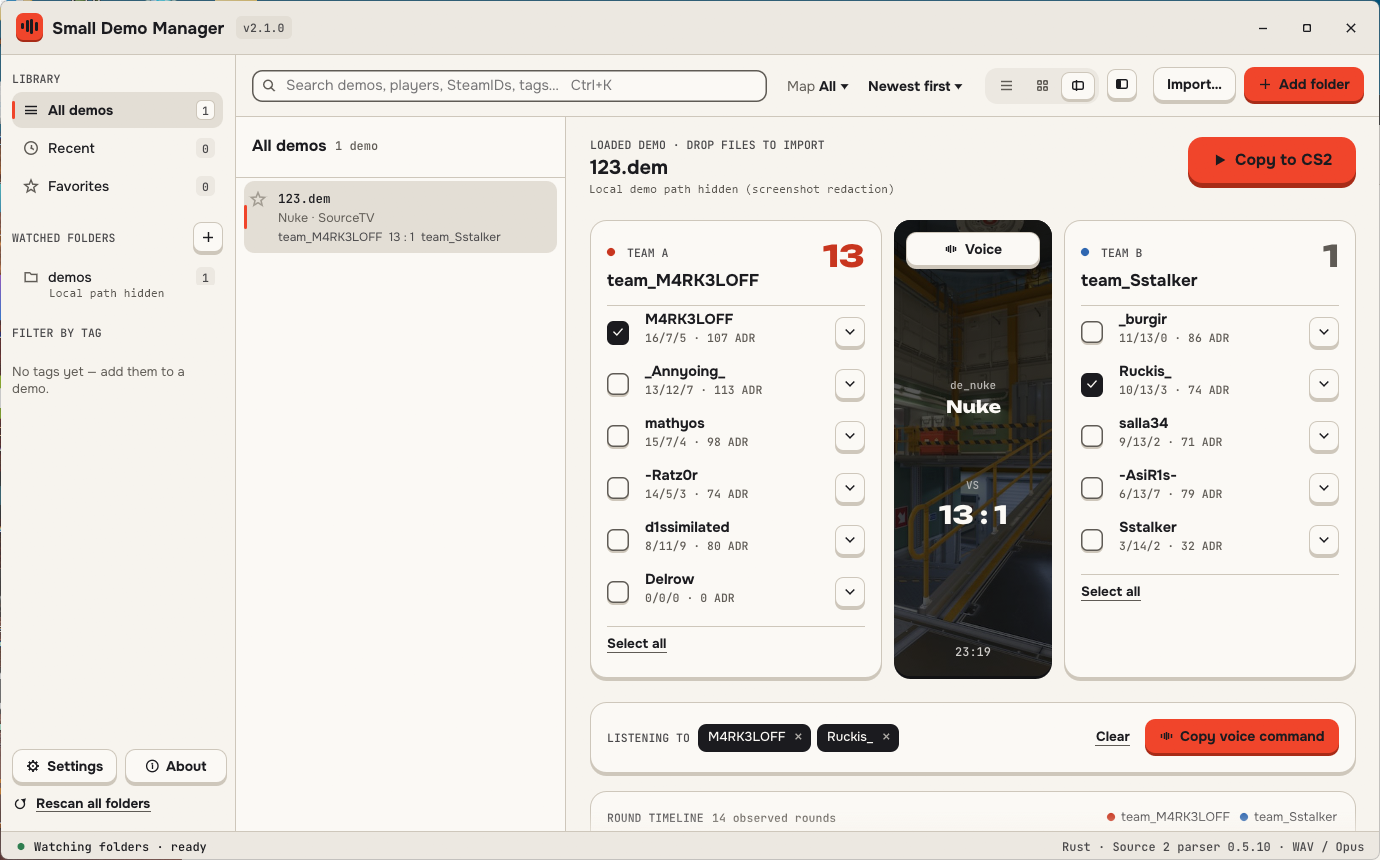 Small Demo Manager v2.1.0
LIBRARY
All demos 1
Recent 0
Favorites 0
WATCHED FOLDERS +
demos 1
Local path hidden
FILTER BY TAG
No tags yet — add them to a
demo.
Settings About
Rescan all folders
Search demos, players, SteamIDs, tags... Ctrl+K
Map All Newest first
Import... + Add folder
All demos 1 demo
123.dem
Nuke · SourceTV
team_M4RK3LOFF 13 : 1 team_Sstalker
LOADED DEMO · DROP FILES TO IMPORT
123.dem
Local demo path hidden (screenshot redaction)
Copy to CS2
TEAM A 13
team_M4RK3LOFF
M4RK3LOFF
16/7/5 · 107 ADR
_Annyoing_
13/12/7 · 113 ADR
mathyos
15/7/4 · 98 ADR
-Ratz0r
14/5/3 · 74 ADR
d1ssimilated
8/11/9 · 80 ADR
Delrow
0/0/0 · 0 ADR
Select all
Voice
de_nuke
Nuke
VS
13 : 1
23:19
TEAM B 1
team_Sstalker
_burgir
11/13/0 · 86 ADR
Ruckis_
10/13/3 · 74 ADR
salla34
9/13/2 · 71 ADR
-AsiR1s-
6/13/7 · 79 ADR
Sstalker
3/14/2 · 32 ADR
Select all
LISTENING TO M4RK3LOFF × Ruckis_ × Clear Copy voice command
ROUND TIMELINE 14 observed rounds team_M4RK3LOFF team_Sstalker
Watching folders · ready Rust · Source 2 parser 0.5.10 · WAV / Opus